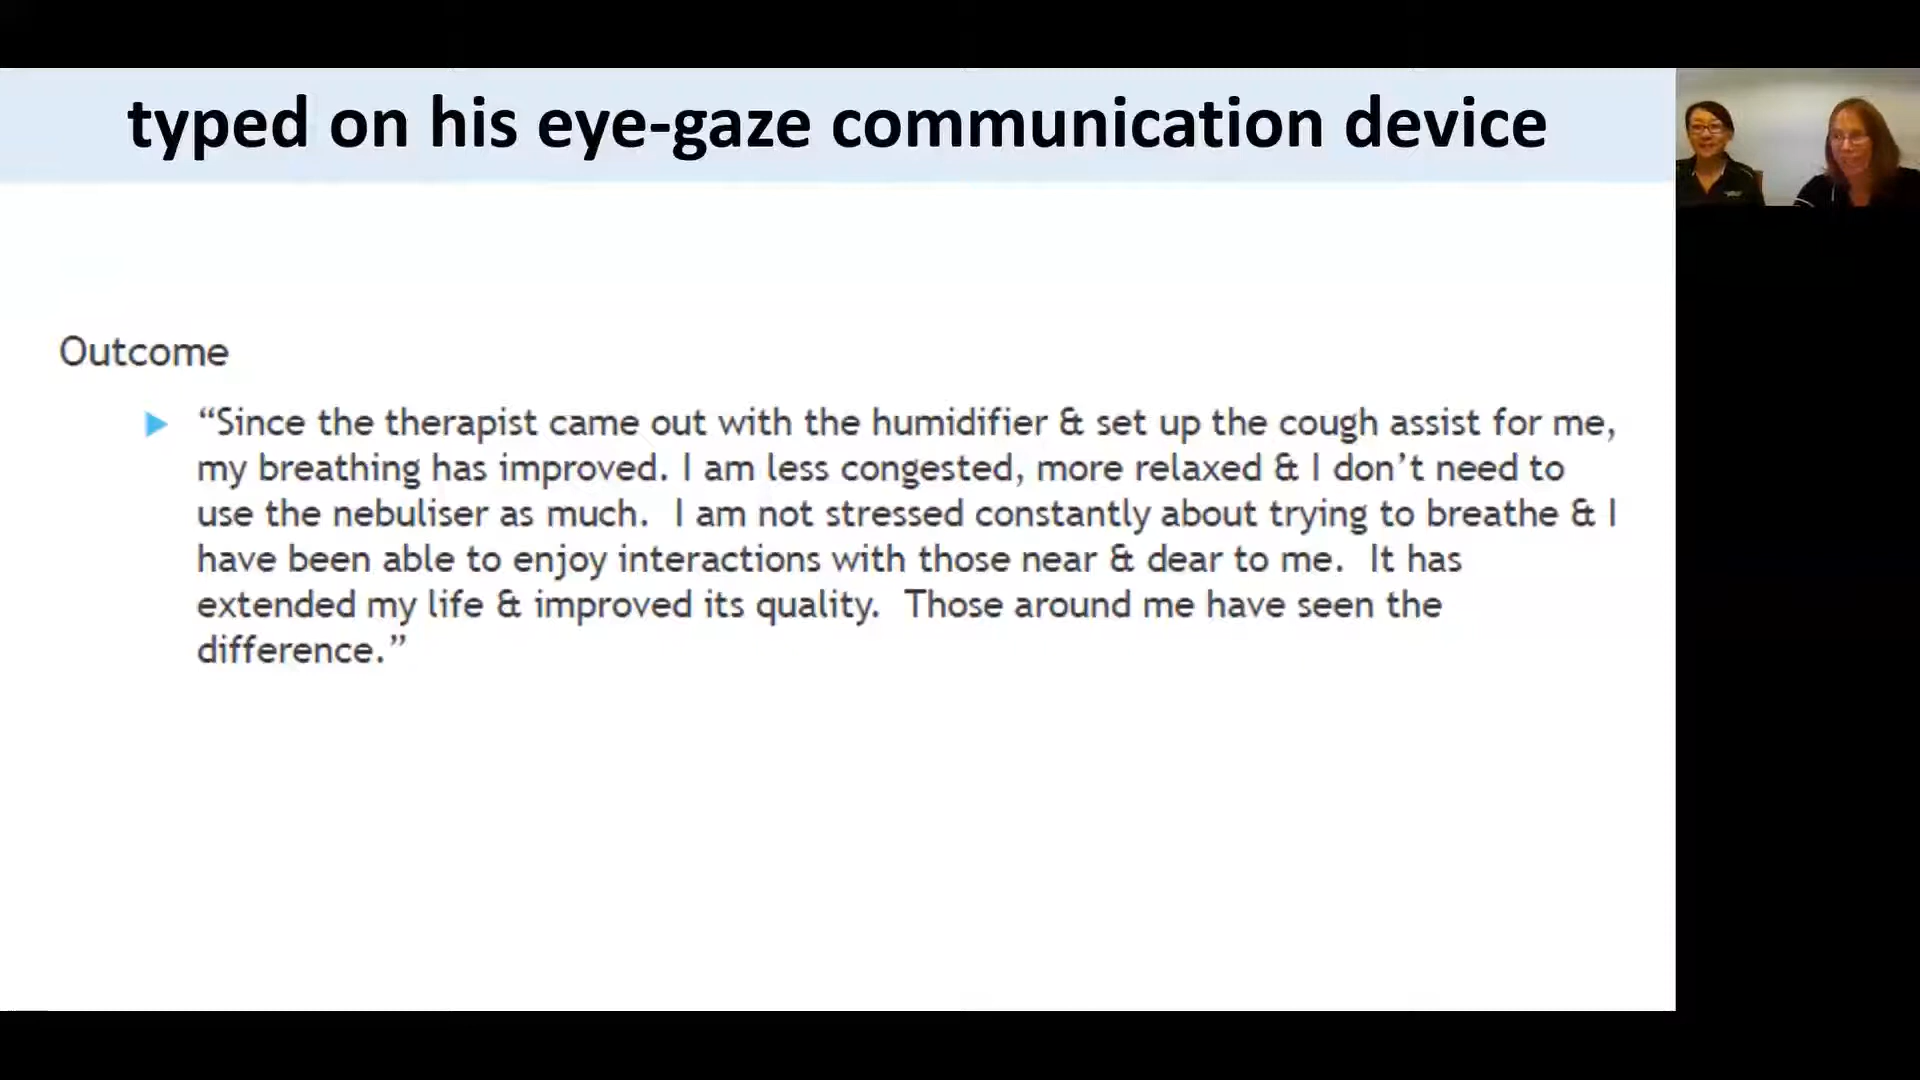 typed on his eye-gaze communication device
Outcome
“Since the therapist came out with the humidifier & set up the cough assist for me,
my breathing has improved. I am less congested, more relaxed & I don’t need to
use the nebuliser as much.  I am not stressed constantly about trying to breathe & I
have been able to enjoy interactions with those near & dear to me.  It has
extended my life & improved its quality.  Those around me have seen the
difference.”